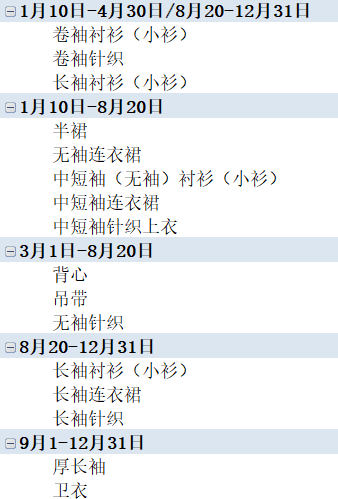 1月10日-4月30日/8月20-12月31日
卷袖衬衫（小衫）
卷袖针织
长袖衬衫（小衫）
1月10日-8月20日
半裙
无袖连衣裙
中短袖（无袖）衬衫（小衫）
中短袖连衣裙
中短袖针织上衣
3月1日-8月20日
背心
吊带
无袖针织
8月20-12月31日
长袖衬衫（小衫）
长袖连衣裙
长袖针织
9月1-12月31日
厚长袖
卫衣